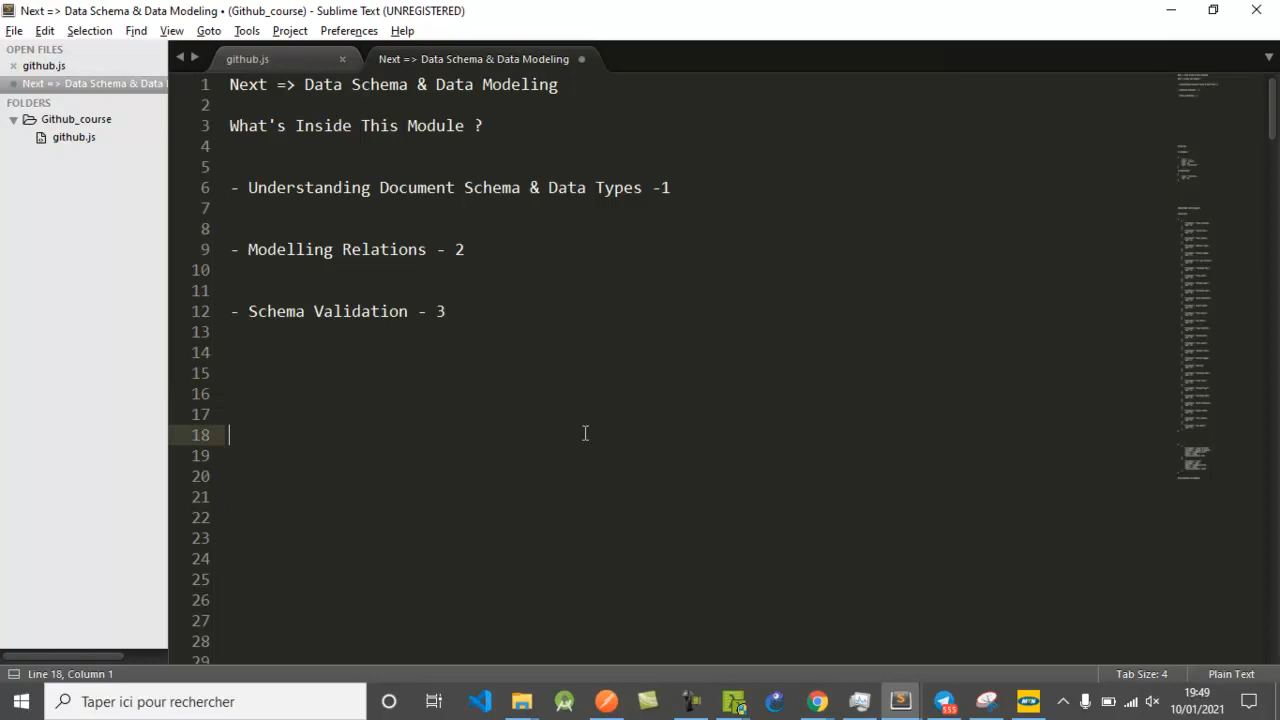 Next => Data Schema & Data Modeling • (Github_course) - Sublime Text (UNREGISTERED)
File Edit Selection Find View Goto Tools Project Preferences Help
OPEN FILES
github.js
Next => Data Schema & Data I
FOLDERS
Github_course
github.js
github.js
Next => Data Schema & Data Modeling
1 Next => Data Schema & Data Modeling
2
3 What's Inside This Module ?
4
5
6 - Understanding Document Schema & Data Types -1
7
8
9 - Modelling Relations - 2
10
11
12 - Schema Validation - 3
13
14
15
16
17
18
19
20
21
22
23
24
25
26
27
28
29
Line 18, Column 1
Tab Size: 4
Plain Text
Taper ici pour rechercher
555
19:49
10/01/2021